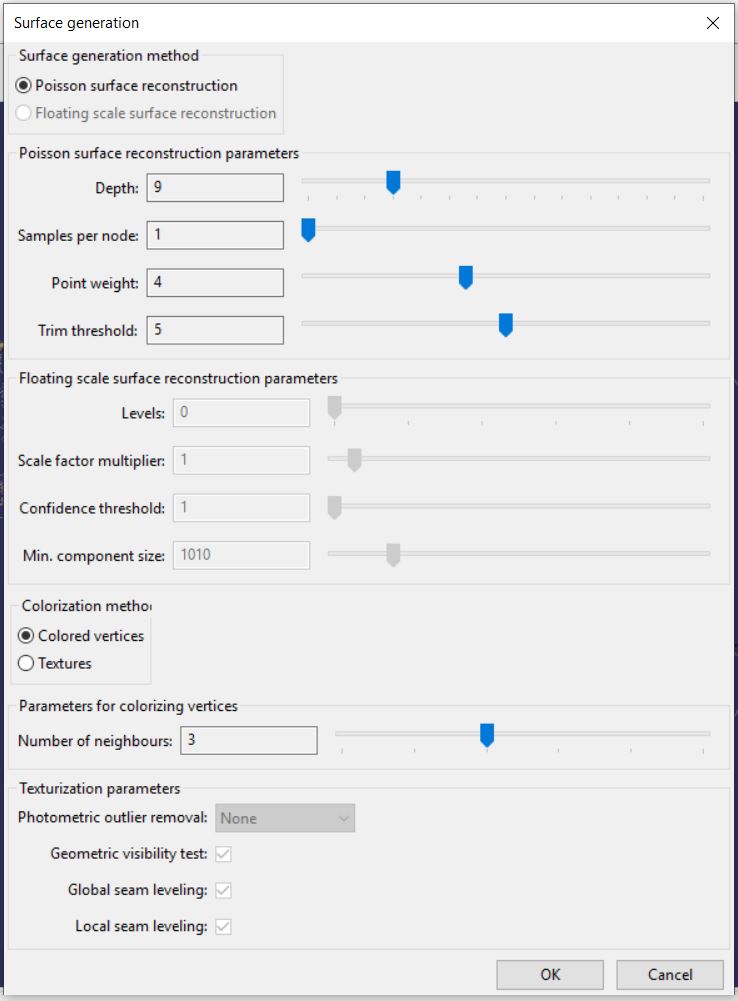 Surface generation
Surface generation method
Poisson surface reconstruction
Floating scale surface reconstruction
Poisson surface reconstruction parameters
Depth: 9
Samples per node: 1
Point weight: 4
Trim threshold: 5
Floating scale surface reconstruction parameters
Levels: 0
Scale factor multiplier: 1
Confidence threshold: 1
Min. component size: 1010
Colorization metho
Colored vertices
Textures
Parameters for colorizing vertices
Number of neighbours: 3
Texturization parameters
Photometric outlier removal: None
Geometric visibility test:
Global seam leveling:
Local seam leveling:
OK Cancel